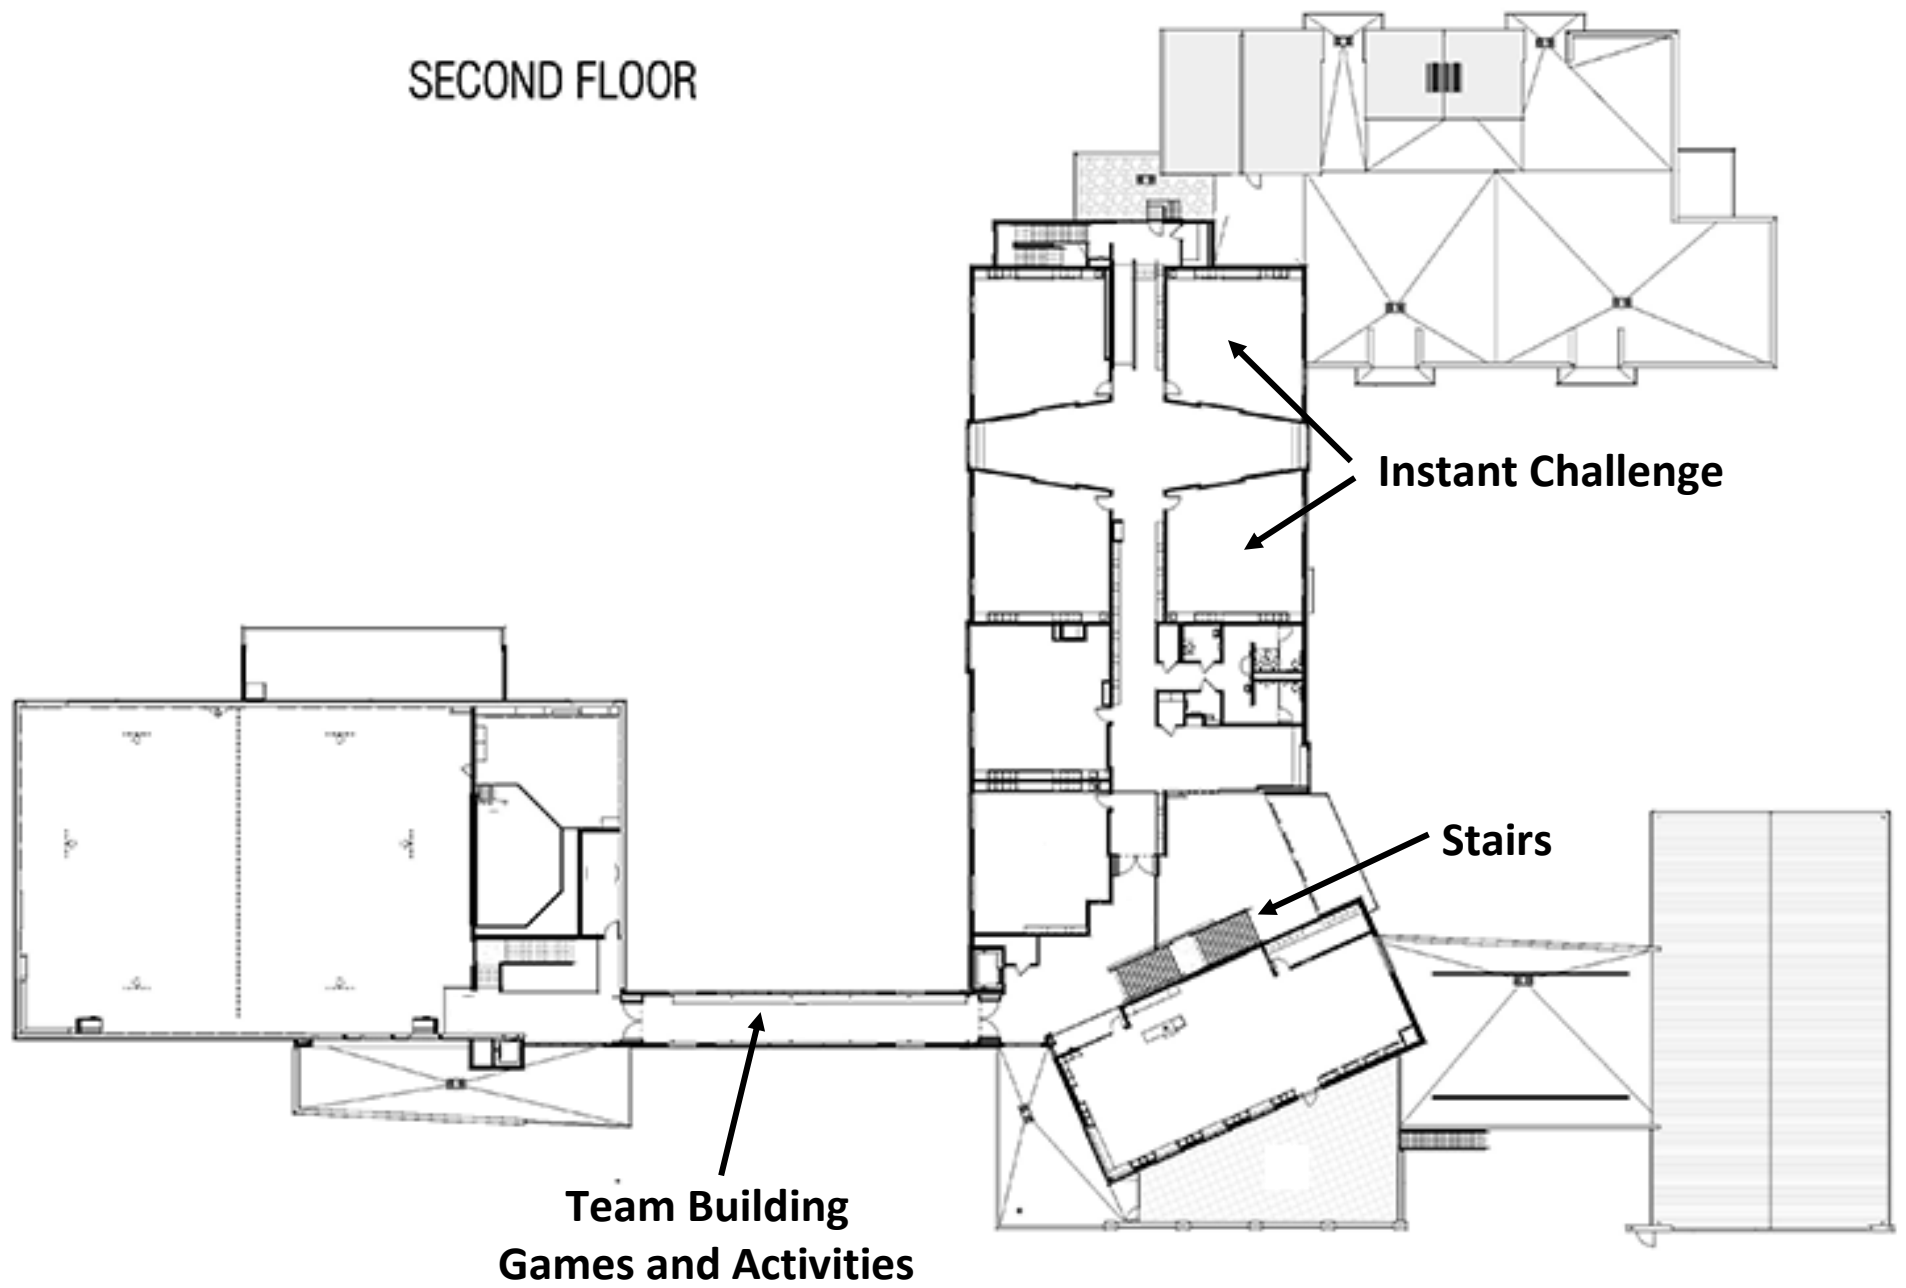 SECOND FLOOR
Instant Challenge
Stairs
Team Building
Games and Activities